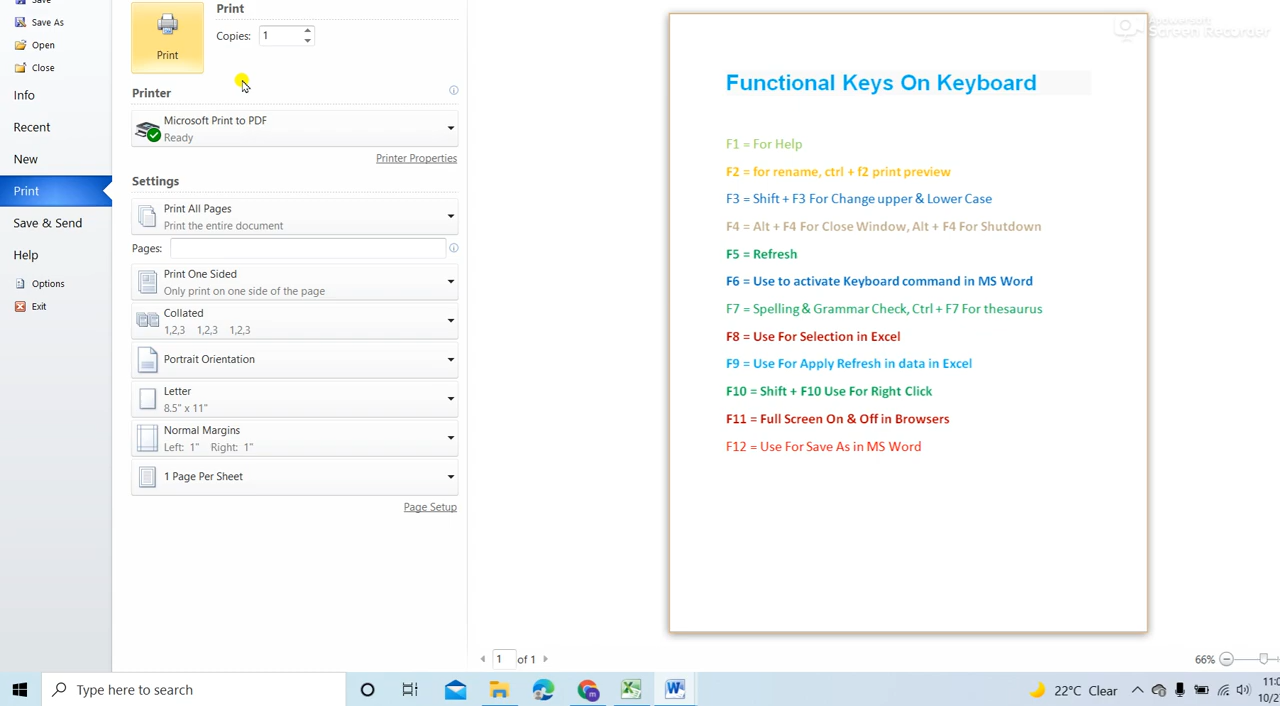 Save
Save As
Open
Close
Info
Recent
New
Print
Save & Send
Help
Options
Exit
Print
Print
Copies: 1
Printer
Microsoft Print to PDF
Ready
Printer Properties
Settings
Print All Pages
Print the entire document
Pages:
Print One Sided
Only print on one side of the page
Collated
1,2,3 1,2,3 1,2,3
Portrait Orientation
Letter
8.5" x 11"
Normal Margins
Left: 1" Right: 1"
1 Page Per Sheet
Page Setup
Apowersoft
Screen Recorder
Functional Keys On Keyboard
F1 = For Help
F2 = for rename, ctrl + f2 print preview
F3 = Shift + F3 For Change upper & Lower Case
F4 = Alt + F4 For Close Window, Alt + F4 For Shutdown
F5 = Refresh
F6 = Use to activate Keyboard command in MS Word
F7 = Spelling & Grammar Check, Ctrl + F7 For thesaurus
F8 = Use For Selection in Excel
F9 = Use For Apply Refresh in data in Excel
F10 = Shift + F10 Use For Right Click
F11 = Full Screen On & Off in Browsers
F12 = Use For Save As in MS Word
1 of 1
66%
Type here to search
22°C Clear
11:0
10/2